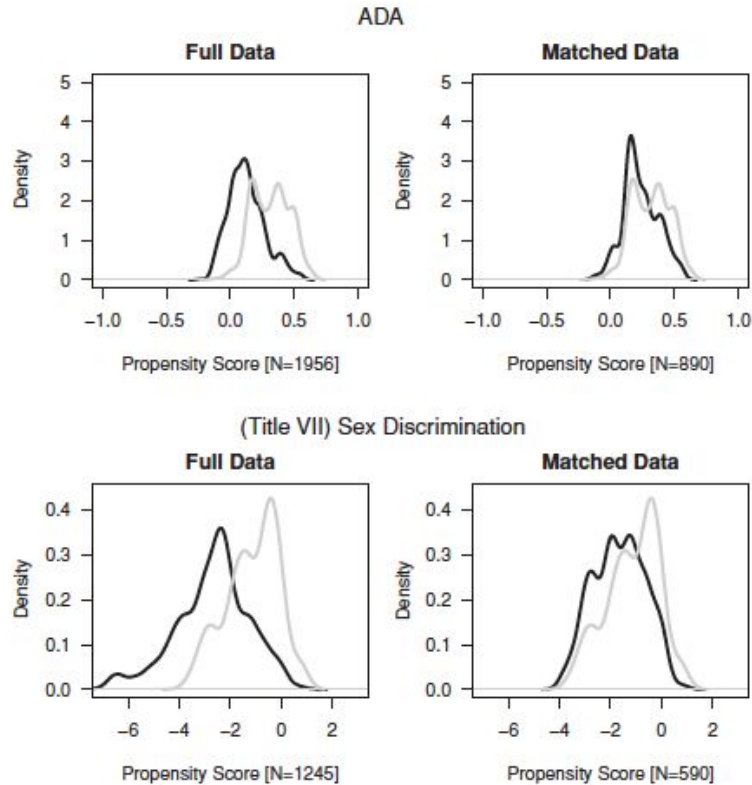 ADA
Full Data
Matched Data
Density
5
4
3
2
1
0
−1.0 −0.5 0.0 0.5 1.0
Propensity Score [N=1956]
Density
5
4
3
2
1
0
−1.0 −0.5 0.0 0.5 1.0
Propensity Score [N=890]
(Title VII) Sex Discrimination
Full Data
Matched Data
Density
0.4
0.3
0.2
0.1
0.0
−6 −4 −2 0 2
Propensity Score [N=1245]
Density
0.4
0.3
0.2
0.1
0.0
−6 −4 −2 0 2
Propensity Score [N=590]